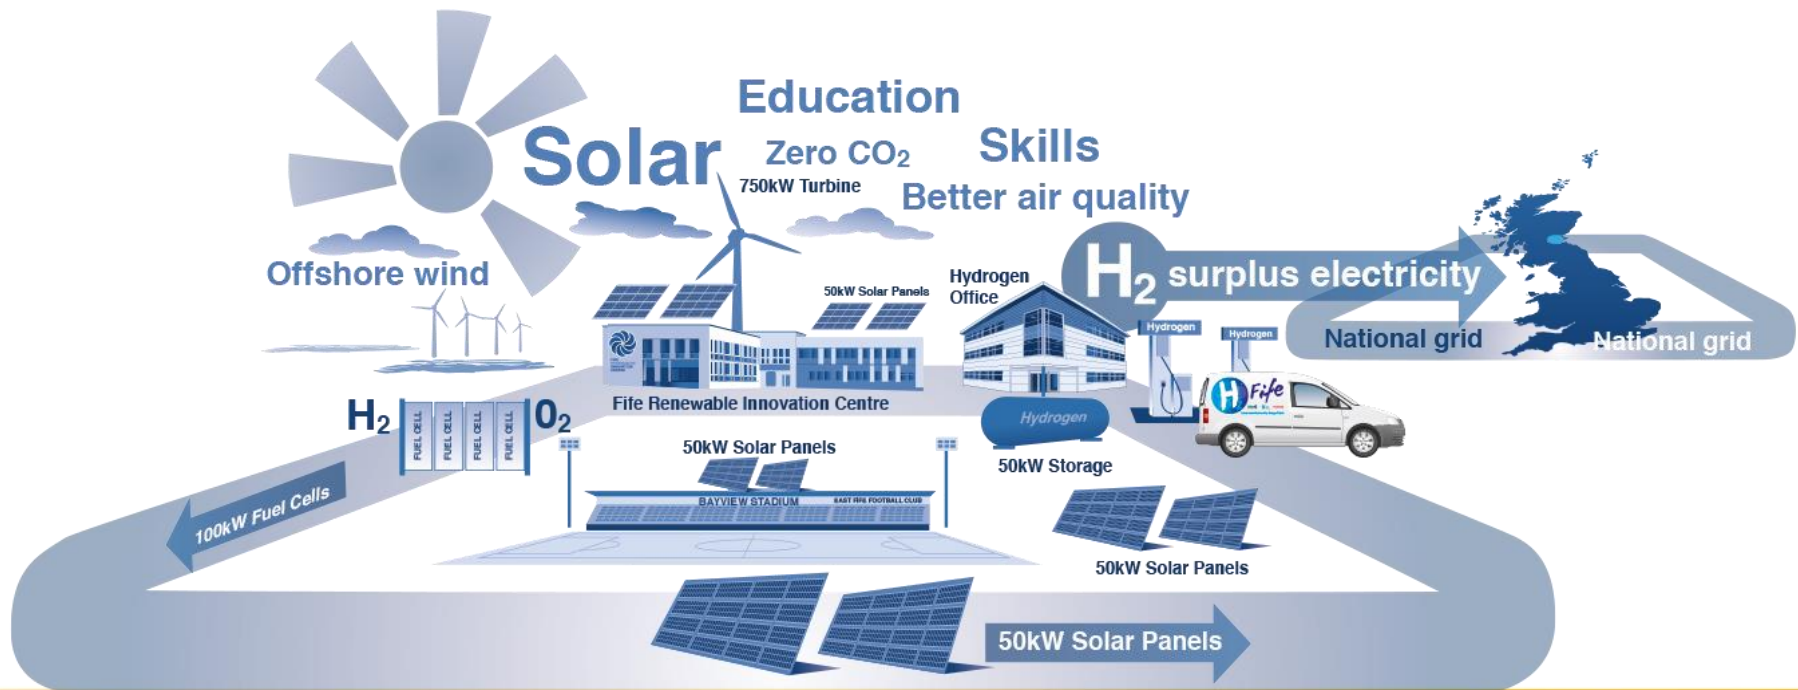 Education
Solar
Zero CO₂
Skills
750kW Turbine
Better air quality
Offshore wind
50kW Solar Panels
Hydrogen
Office
H₂ surplus electricity
Hydrogen
Hydrogen
National grid
National grid
Fife Renewable Innovation Centre
H Fife
H₂
FUEL CELL
FUEL CELL
FUEL CELL
FUEL CELL
0₂
Hydrogen
50kW Storage
50kW Solar Panels
BAYVIEW STADIUM
EAST FIFE FOOTBALL CLUB
100kW Fuel Cells
50kW Solar Panels
50kW Solar Panels